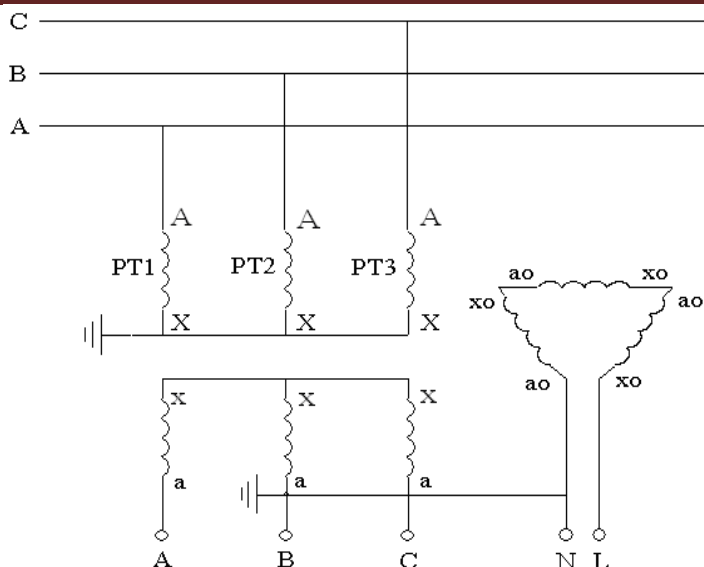 C
B
A
A A A
PT1 PT2 PT3
X X X
ao xo
xo ao
ao xo
x x x
a a a
A B C N L